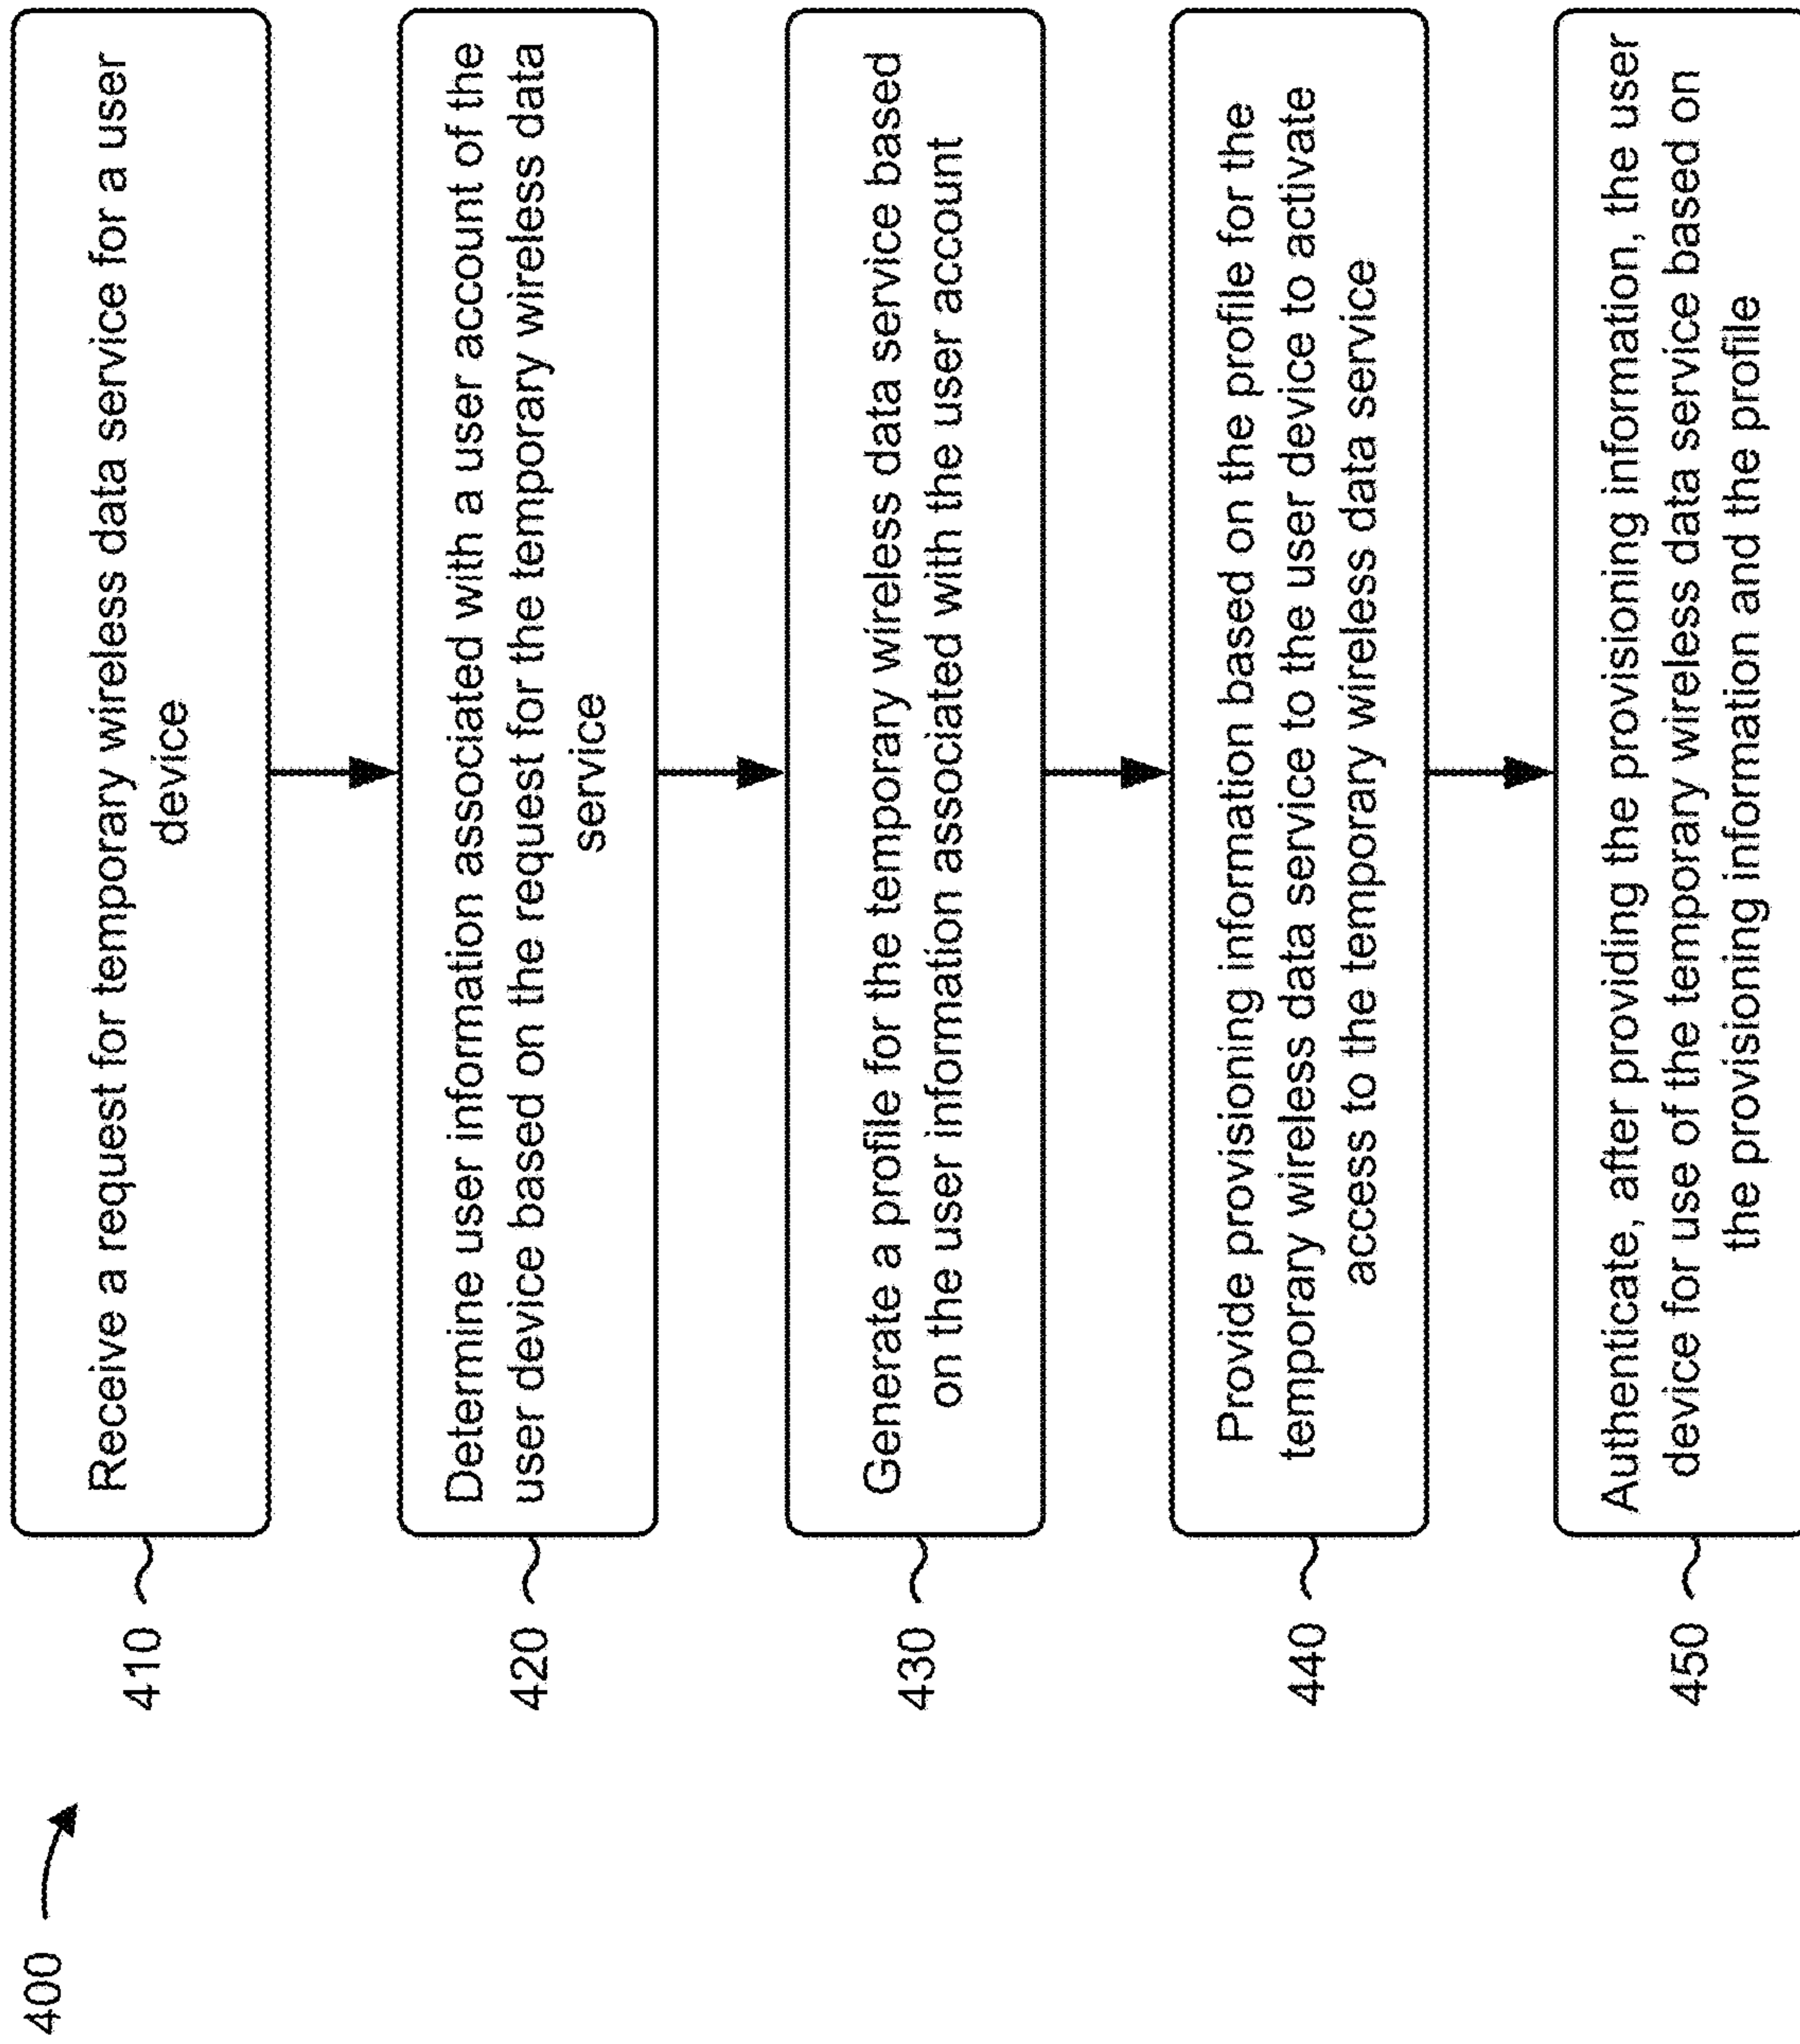 400
410
Receive a request for temporary wireless data service for a user
device
420
Determine user information associated with a user account of the
user device based on the request for the temporary wireless data
service
430
Generate a profile for the temporary wireless data service based
on the user information associated with the user account
440
Provide provisioning information based on the profile for the
temporary wireless data service to the user device to activate
access to the temporary wireless data service
450
Authenticate, after providing the provisioning information, the user
device for use of the temporary wireless data service based on
the provisioning information and the profile